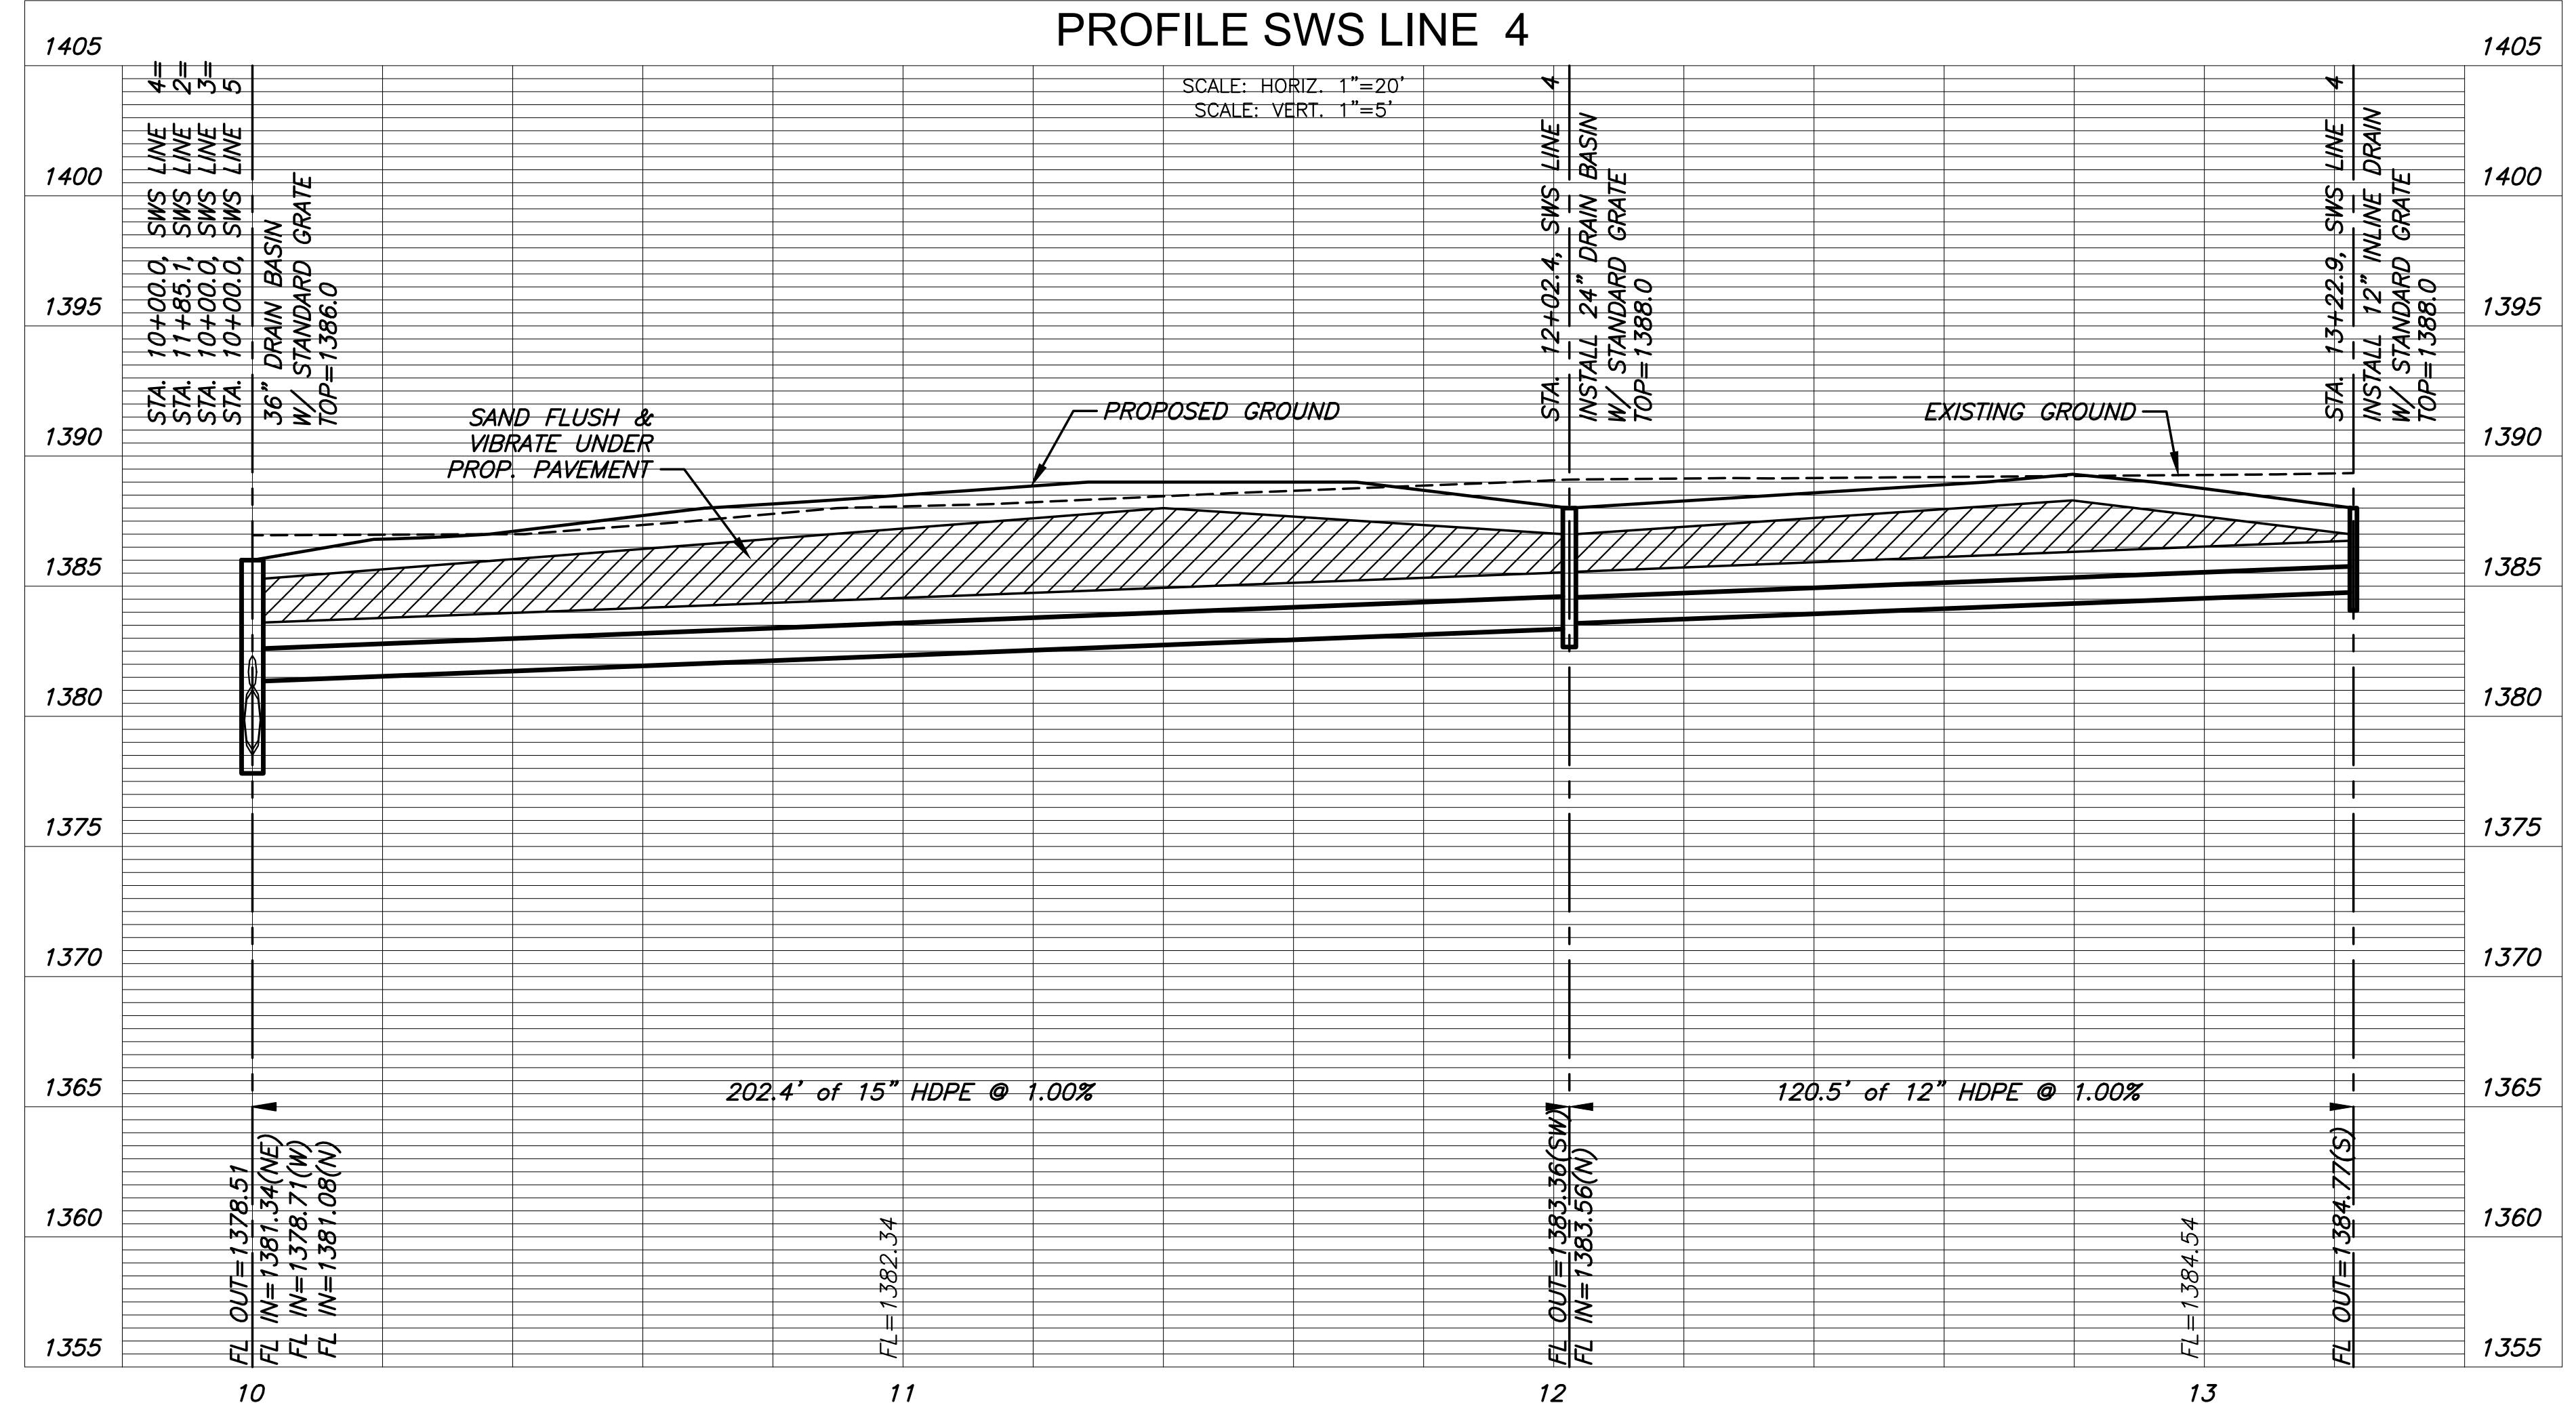 PROFILE SWS LINE 4
SCALE: HORIZ. 1"=20'
SCALE: VERT. 1"=5'
1405
1400
1395
1390
1385
1380
1375
1370
1365
1360
1355
1405
1400
1395
1390
1385
1380
1375
1370
1365
1360
1355
STA. 10+00.0, SWS LINE 4=
STA. 11+85.1, SWS LINE 2=
STA. 10+00.0, SWS LINE 3=
STA. 10+00.0, SWS LINE 5
36" DRAIN BASIN
W/ STANDARD GRATE
TOP=1386.0
SAND FLUSH &
VIBRATE UNDER
PROP. PAVEMENT
PROPOSED GROUND
STA. 12+02.4, SWS LINE 4
INSTALL 24" DRAIN BASIN
W/ STANDARD GRATE
TOP=1388.0
EXISTING GROUND
STA. 13+22.9, SWS LINE 4
INSTALL 12" INLINE DRAIN
W/ STANDARD GRATE
TOP=1388.0
202.4' of 15" HDPE @ 1.00%
120.5' of 12" HDPE @ 1.00%
FL OUT=1378.51
FL IN=1381.34(NE)
FL IN=1378.71(W)
FL IN=1381.08(N)
FL=1382.34
FL OUT=1383.36(SW)
FL IN=1383.56(N)
FL=1384.54
FL OUT=1384.77(S)
10
11
12
13